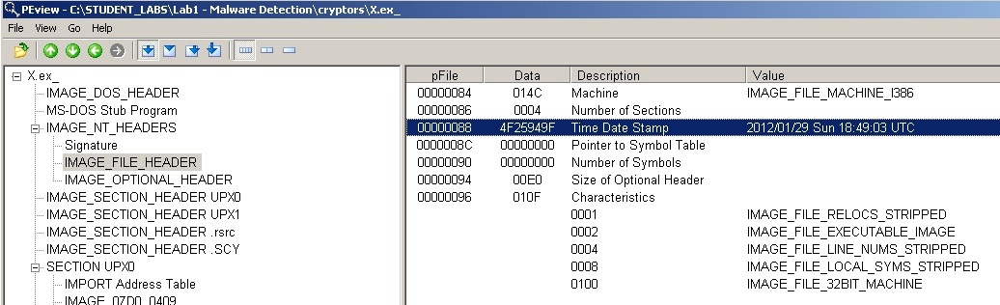 PEview - C:\STUDENT_LABS\Lab1 - Malware Detection\cryptors\X.ex_
File View Go Help
X.ex_
IMAGE_DOS_HEADER
MS-DOS Stub Program
IMAGE_NT_HEADERS
Signature
IMAGE_FILE_HEADER
IMAGE_OPTIONAL_HEADER
IMAGE_SECTION_HEADER UPX0
IMAGE_SECTION_HEADER UPX1
IMAGE_SECTION_HEADER .rsrc
IMAGE_SECTION_HEADER .SCY
SECTION UPX0
IMPORT Address Table
IMAGE_07D0_0409
pFile Data Description Value
00000084 014C Machine IMAGE_FILE_MACHINE_I386
00000086 0004 Number of Sections
00000088 4F25949F Time Date Stamp 2012/01/29 Sun 18:49:03 UTC
0000008C 00000000 Pointer to Symbol Table
00000090 00000000 Number of Symbols
00000094 00E0 Size of Optional Header
00000096 010F Characteristics
0001 IMAGE_FILE_RELOCS_STRIPPED
0002 IMAGE_FILE_EXECUTABLE_IMAGE
0004 IMAGE_FILE_LINE_NUMS_STRIPPED
0008 IMAGE_FILE_LOCAL_SYMS_STRIPPED
0100 IMAGE_FILE_32BIT_MACHINE